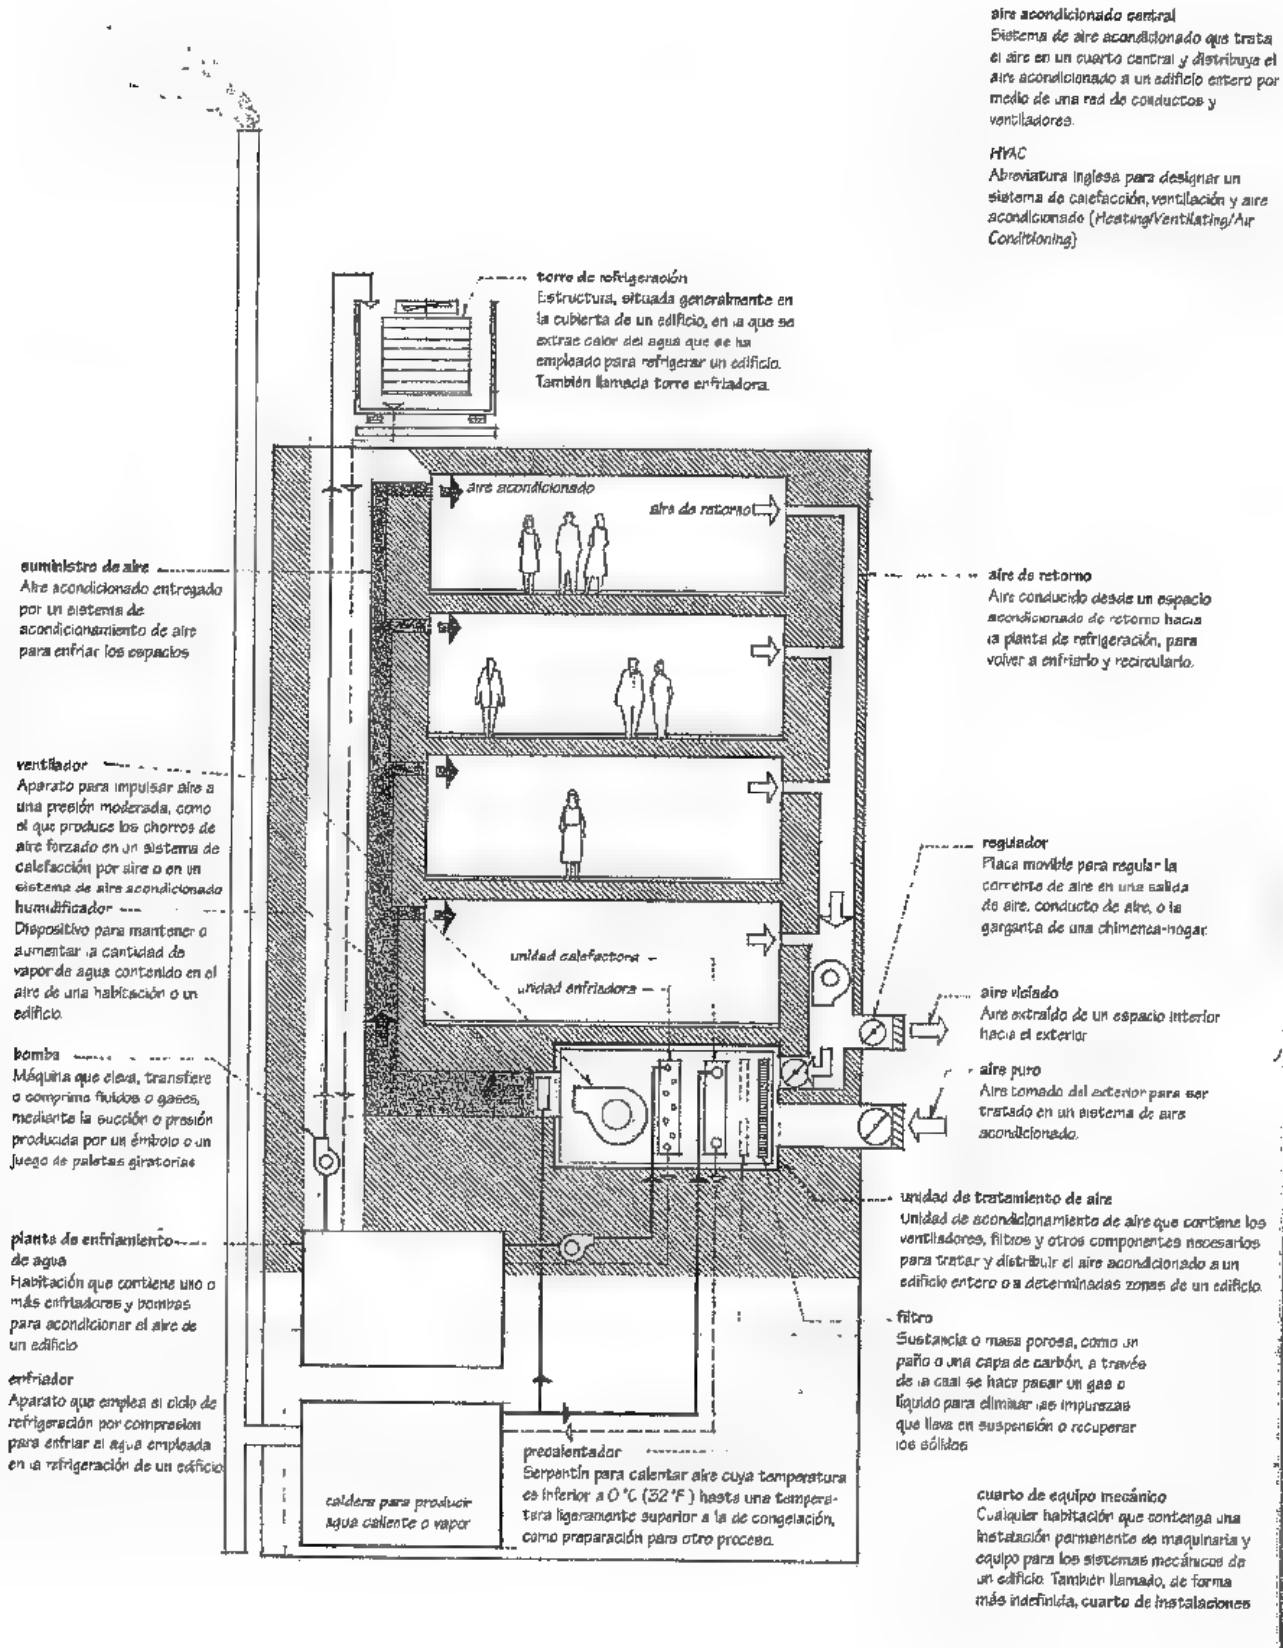 aire acondicionado central
Sistema de aire acondicionado que trata
el aire en un cuarto central y distribuye el
aire acondicionado a un edificio entero por
medio de una red de conductos y
ventiladores.
HVAC
Abreviatura inglesa para designar un
sistema de calefacción, ventilación y aire
acondicionado (Heating/Ventilating/Air
Conditioning)
torre de refrigeración
Estructura, situada generalmente en
la cubierta de un edificio, en la que se
extrae calor del agua que se ha
empleado para refrigerar un edificio.
También llamada torre enfriadora.
aire acondicionado
aire de retorno
suministro de aire
Aire acondicionado entregado
por un sistema de
acondicionamiento de aire
para enfriar los espacios
aire de retorno
Aire conducido desde un espacio
acondicionado de retorno hacia
la planta de refrigeración, para
volver a enfriarlo y recircularlo.
ventilador
Aparato para impulsar aire a
una presión moderada, como
el que produce los chorros de
aire forzado en un sistema de
calefacción por aire o en un
sistema de aire acondicionado
humidificador
Dispositivo para mantener o
aumentar la cantidad de
vapor de agua contenido en el
aire de una habitación o un
edificio.
regulador
Placa movible para regular la
corriente de aire en una salida
de aire, conducto de aire, o la
garganta de una chimenea-hogar.
unidad calefactora
unidad enfriadora
aire viciado
Aire extraído de un espacio interior
hacia el exterior
bomba
Máquina que eleva, transfiere
o comprime fluidos o gases,
mediante la succión o presión
producida por un émbolo o un
juego de paletas giratorias
aire puro
Aire tomado del exterior para ser
tratado en un sistema de aire
acondicionado.
unidad de tratamiento de aire
Unidad de acondicionamiento de aire que contiene los
ventiladores, filtros y otros componentes necesarios
para tratar y distribuir el aire acondicionado a un
edificio entero o a determinadas zonas de un edificio.
planta de enfriamiento
de agua
Habitación que contiene uno o
más enfriadores y bombas
para acondicionar el aire de
un edificio
filtro
Sustancia o masa porosa, como un
paño o una capa de carbón, a través
de la cual se hace pasar un gas o
líquido para eliminar las impurezas
que lleva en suspensión o recuperar
los sólidos
enfriador
Aparato que emplea el ciclo de
refrigeración por compresion
para enfriar el agua empleada
en la refrigeración de un edificio
precalentador
Serpentín para calentar aire cuya temperatura
es inferior a 0 °C (32 °F) hasta una tempera-
tura ligeramente superior a la de congelación,
como preparación para otro proceso.
caldera para producir
agua caliente o vapor
cuarto de equipo mecánico
Cualquier habitación que contenga una
instalación permanente de maquinaria y
equipo para los sistemas mecánicos de
un edificio. También llamado, de forma
más indefinida, cuarto de instalaciones